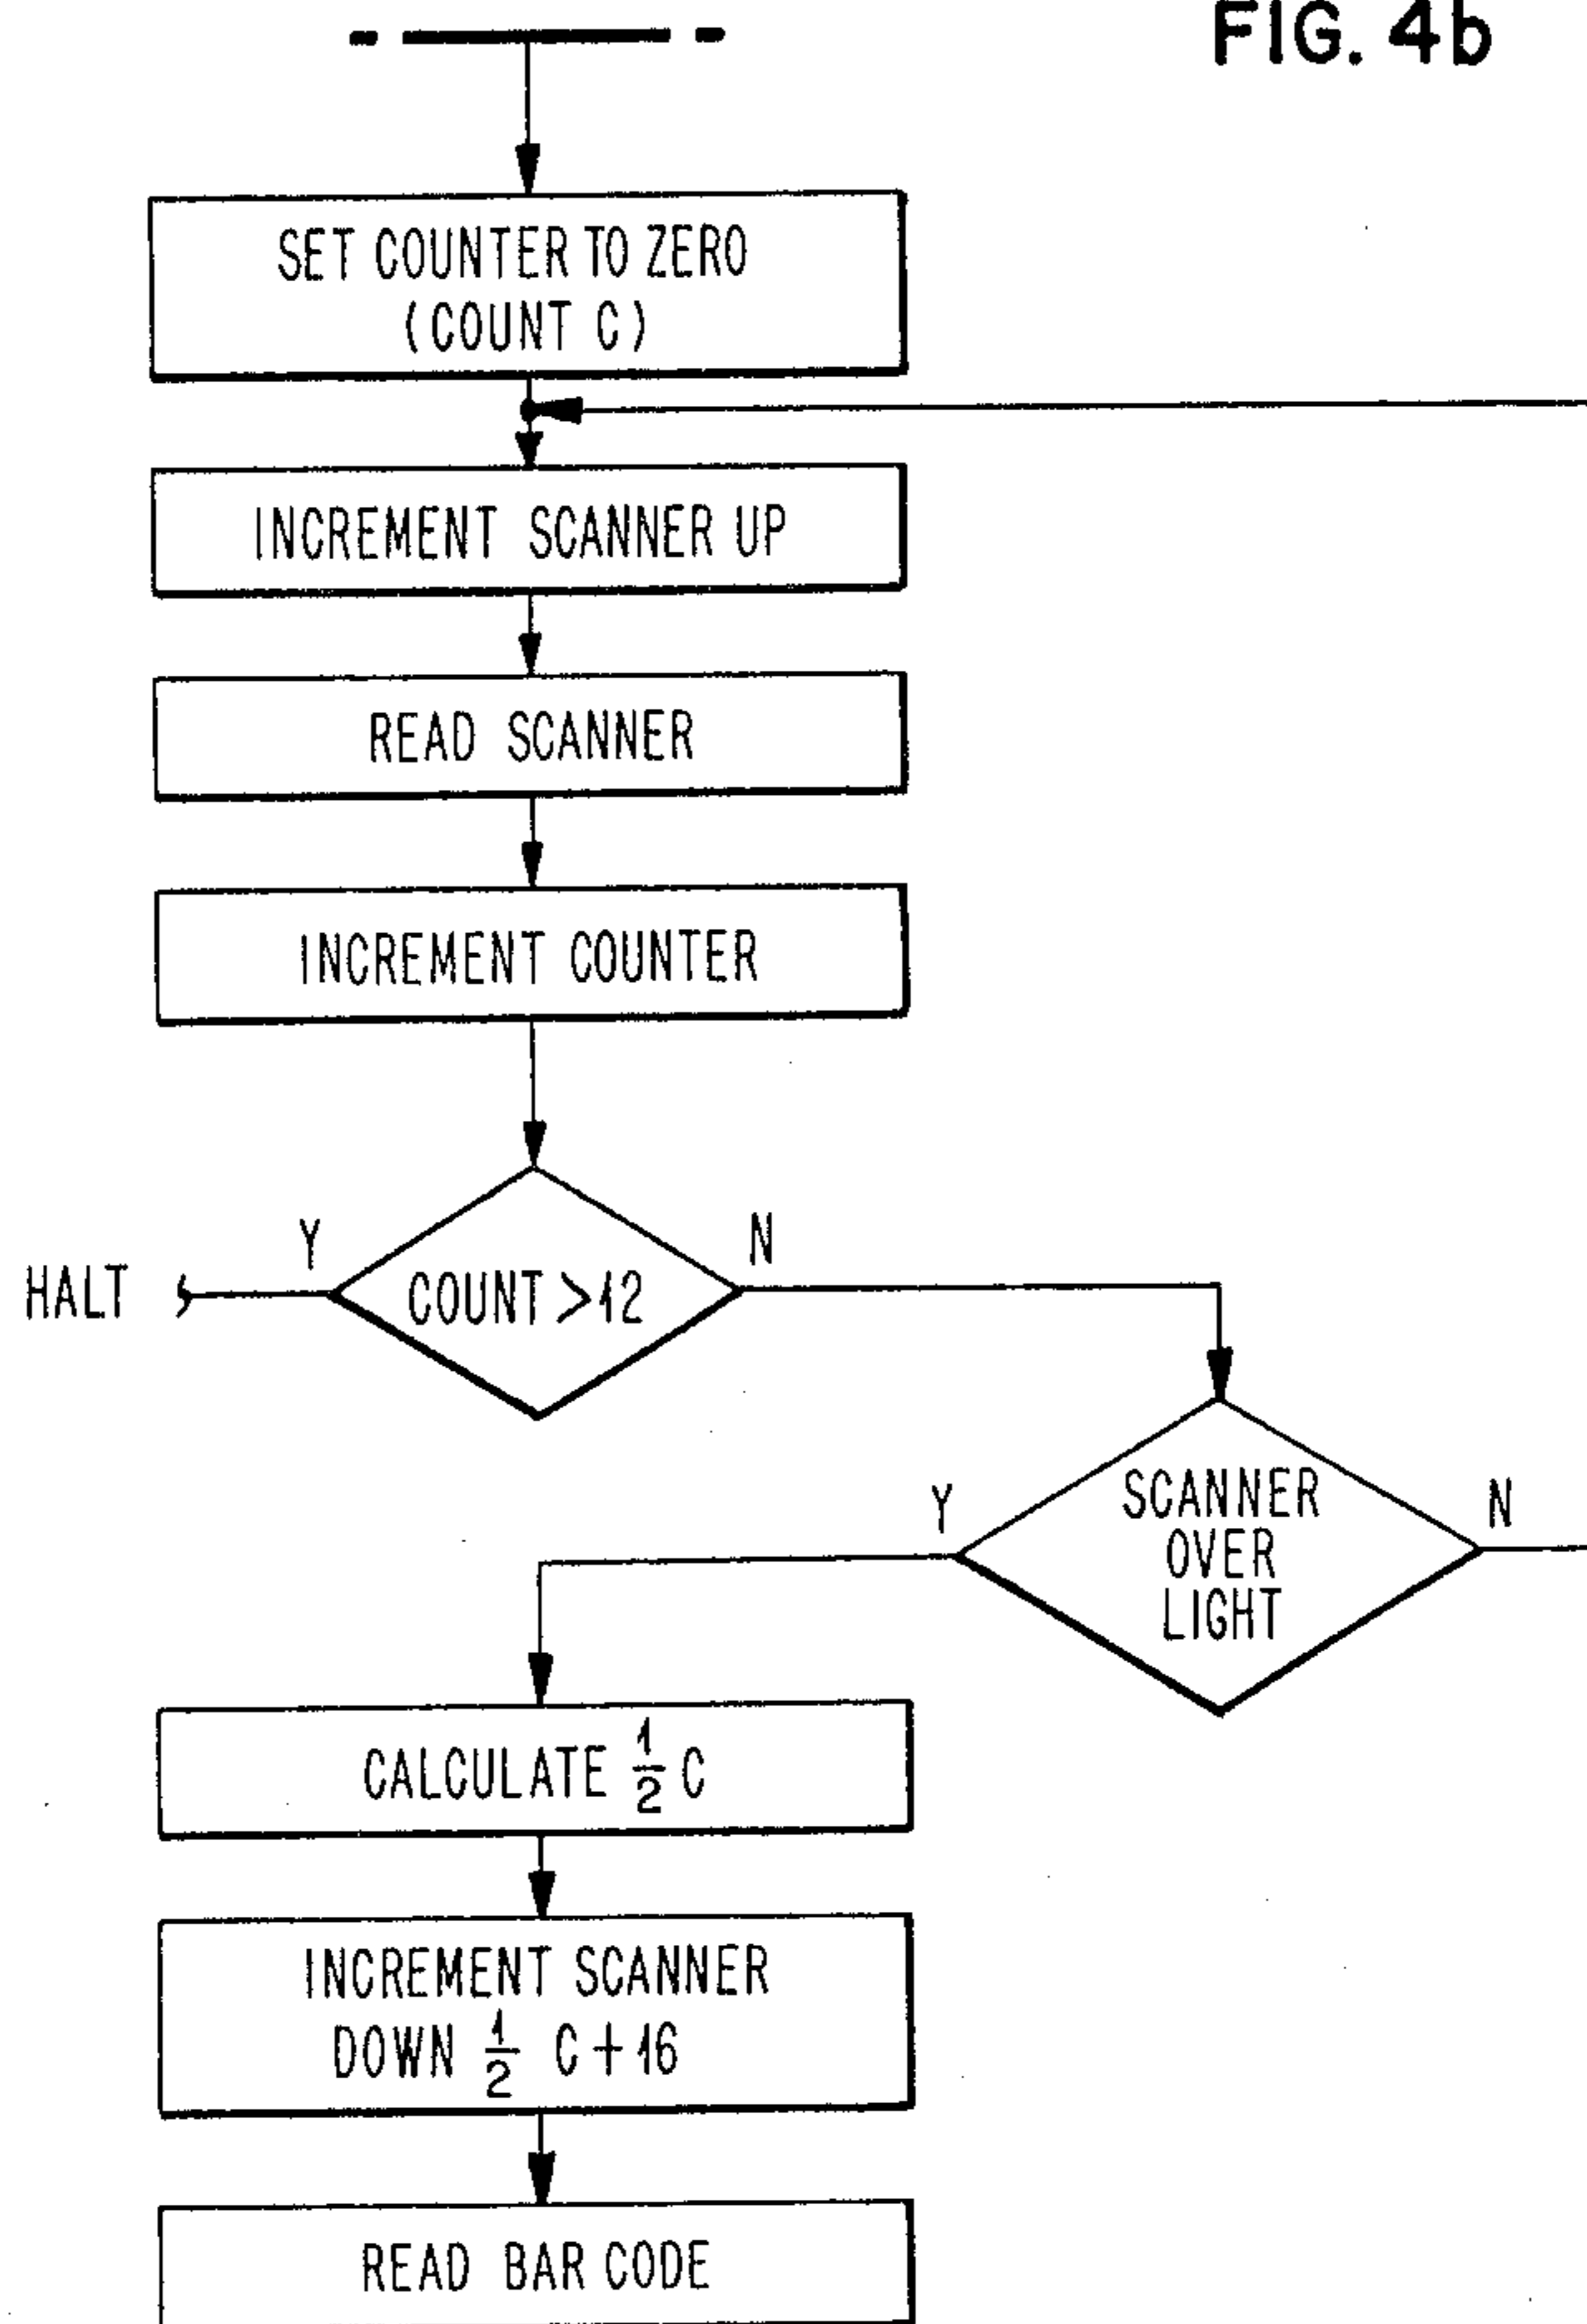 FIG. 4b
SET COUNTER TO ZERO
(COUNT C)
INCREMENT SCANNER UP
READ SCANNER
INCREMENT COUNTER
Y
N
HALT
COUNT >12
SCANNER
OVER
LIGHT
Y
N
CALCULATE 1/2 C
INCREMENT SCANNER
DOWN 1/2 C + 16
READ BAR CODE